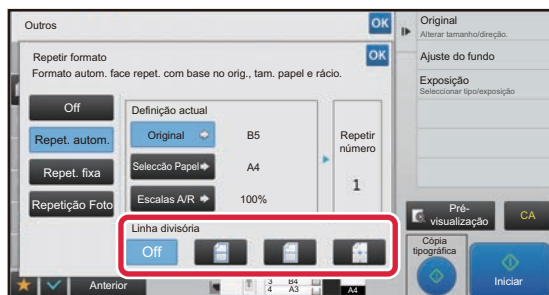 Outros
OK
Repetir formato
OK
Formato autom. face repet. com base no orig., tam. papel e rácio.
Off
Repet. autom.
Repet. fixa
Repetição Foto
Definição actual
Original
B5
Selecção Papel
A4
Escalas A/R
100%
Repetir
número
1
Linha divisória
Off
Anterior
3 B4
4 A3
A4
Original
Alterar tamanho/direção.
Ajuste do fundo
Exposição
Seleccionar tipo/exposição
Pré-
visualização
CA
Cópia
tipográfica
Iniciar